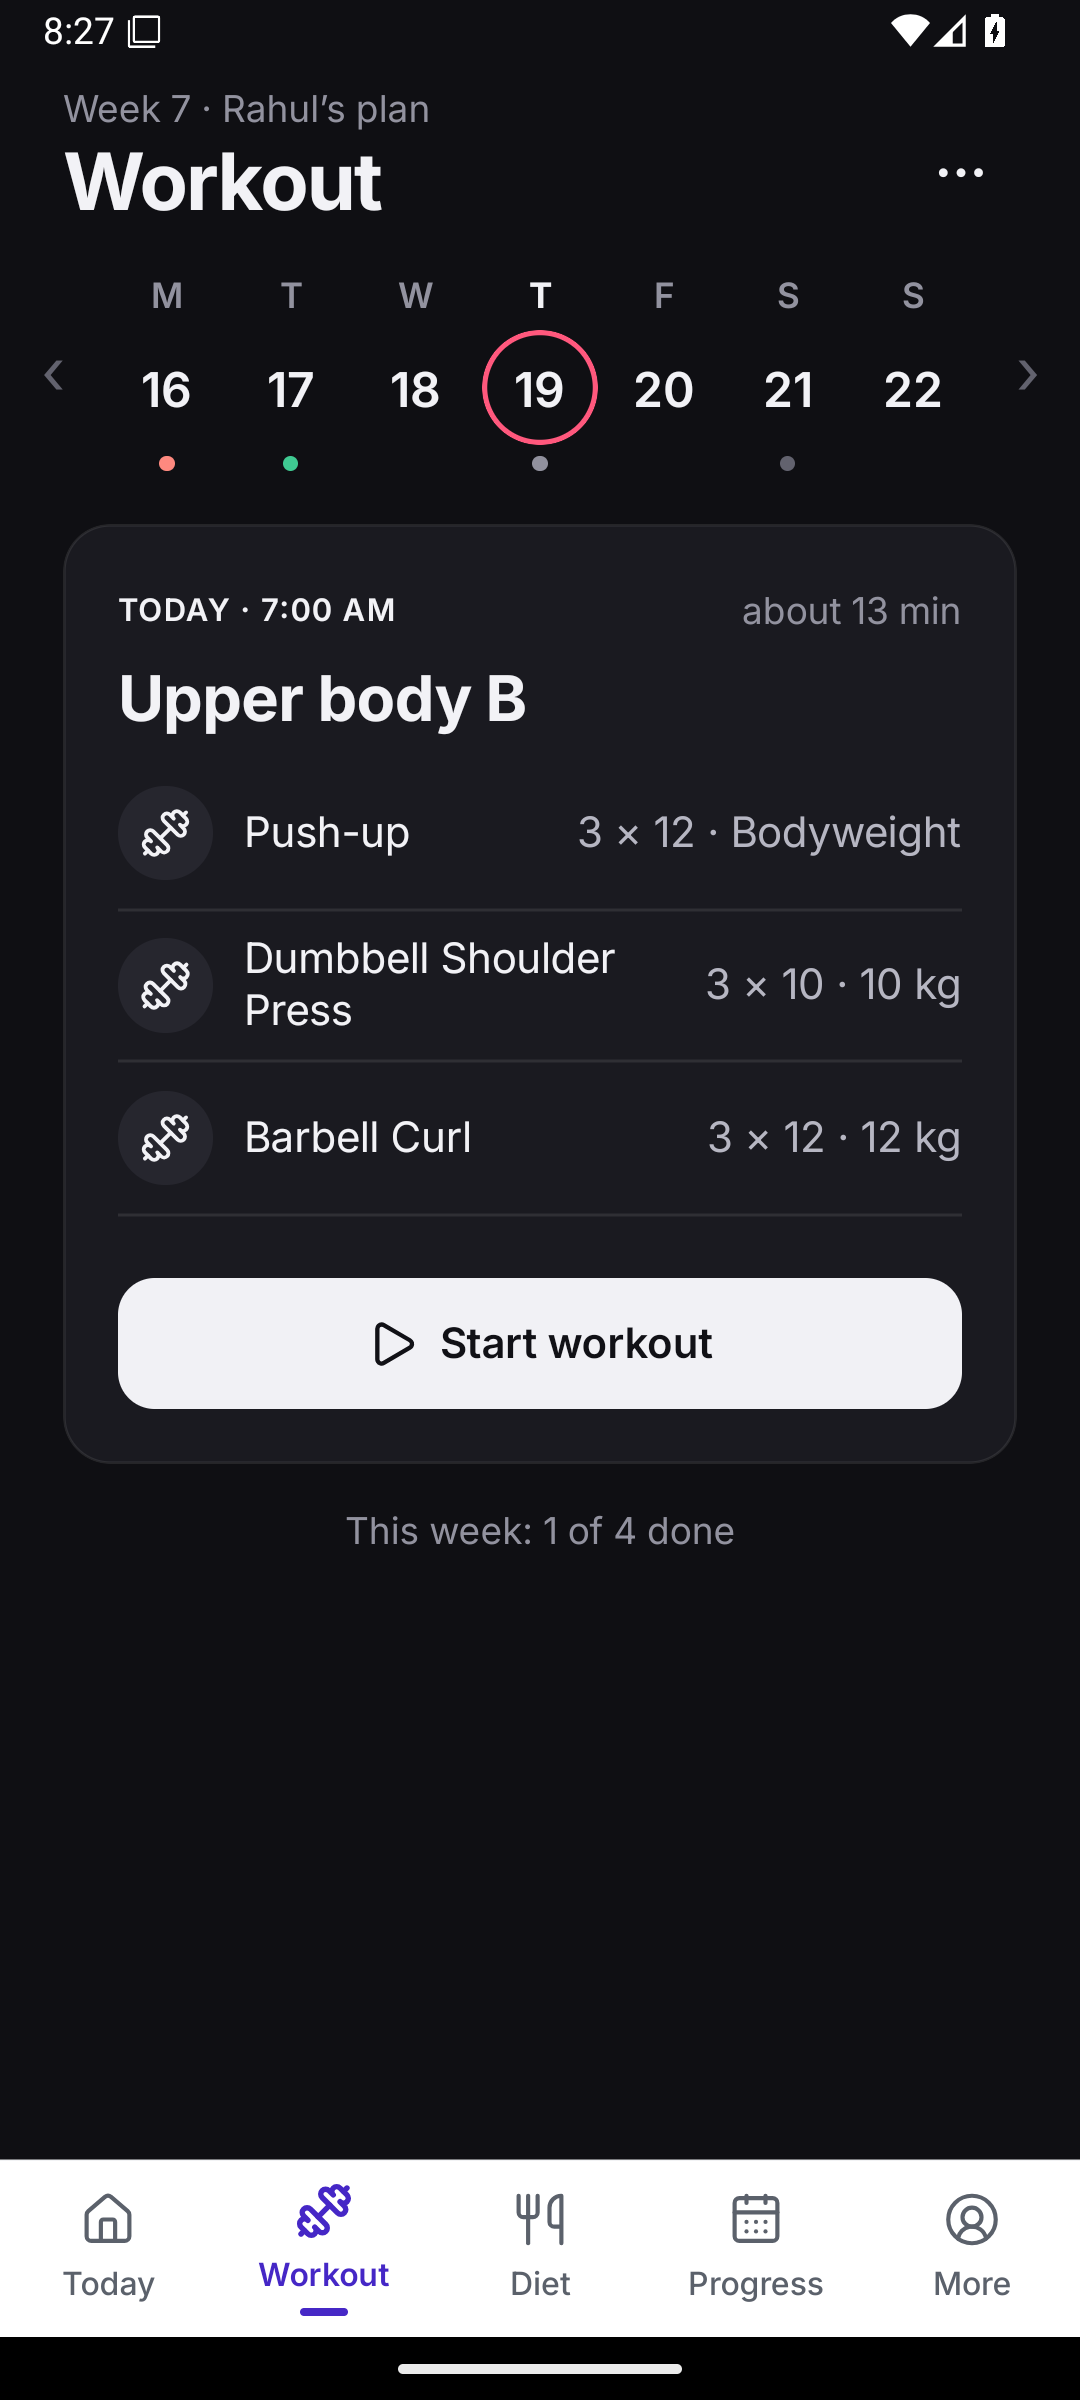 8:27
Week 7 · Rahul’s plan
Workout
M T W T F S S
16 17 18 19 20 21 22
TODAY · 7:00 AM about 13 min
Upper body B
Push-up 3 × 12 · Bodyweight
Dumbbell Shoulder
Press 3 × 10 · 10 kg
Barbell Curl 3 × 12 · 12 kg
Start workout
This week: 1 of 4 done
Today Workout Diet Progress More